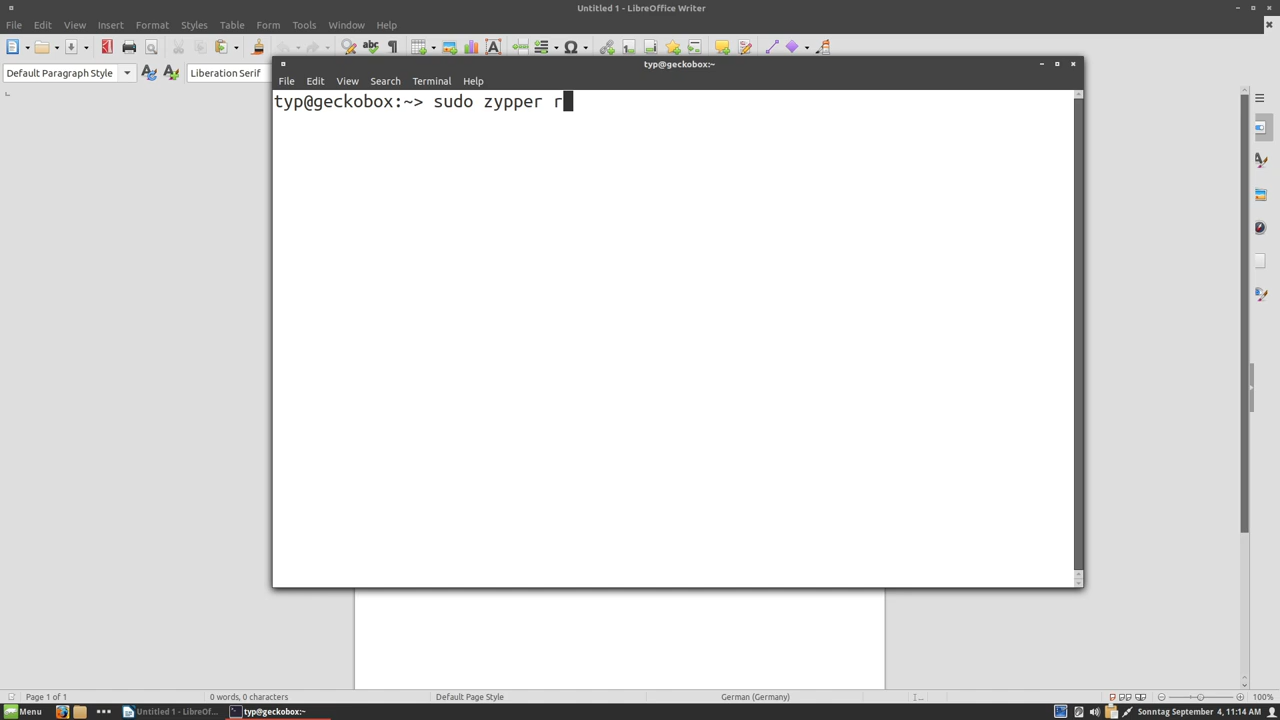 Untitled 1 - LibreOffice Writer
File Edit View Insert Format Styles Table Form Tools Window Help
Default Paragraph Style
Liberation Serif
typ@geckobox:~
File Edit View Search Terminal Help
typ@geckobox:~> sudo zypper r
Page 1 of 1
0 words, 0 characters
Default Page Style
German (Germany)
100%
Menu
Untitled 1 - LibreOf...
typ@geckobox:~
Sonntag September 4, 11:14 AM